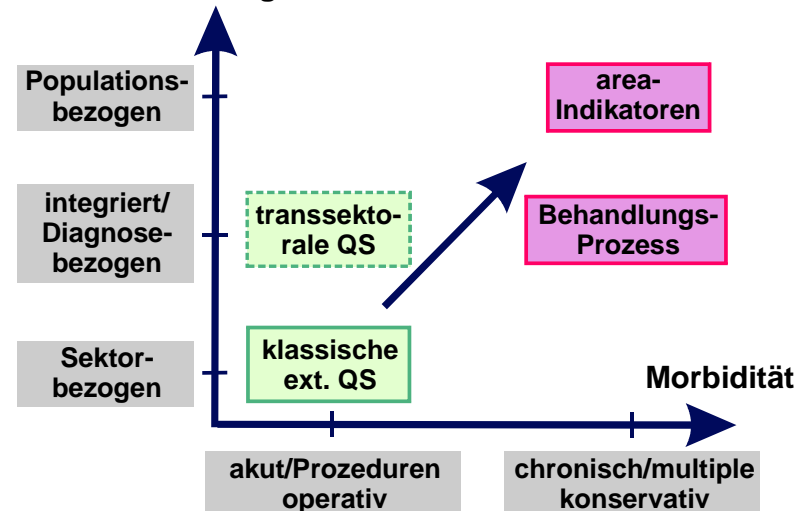 Populations-
bezogen
area-
Indikatoren
integriert/
Diagnose-
bezogen
transsekto-
rale QS
Behandlungs-
Prozess
Sektor-
bezogen
klassische
ext. QS
Morbidität
akut/Prozeduren
operativ
chronisch/multiple
konservativ